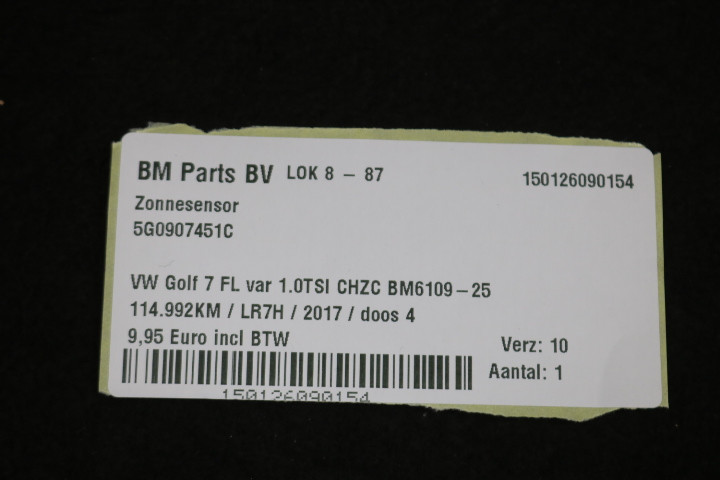 BM Parts BV LOK 8 – 87 150126090154
Zonnesensor
5G0907451C
VW Golf 7 FL var 1.0TSI CHZC BM6109–25
114.992KM / LR7H / 2017 / doos 4
9,95 Euro incl BTW
Verz: 10
Aantal: 1
150126090154